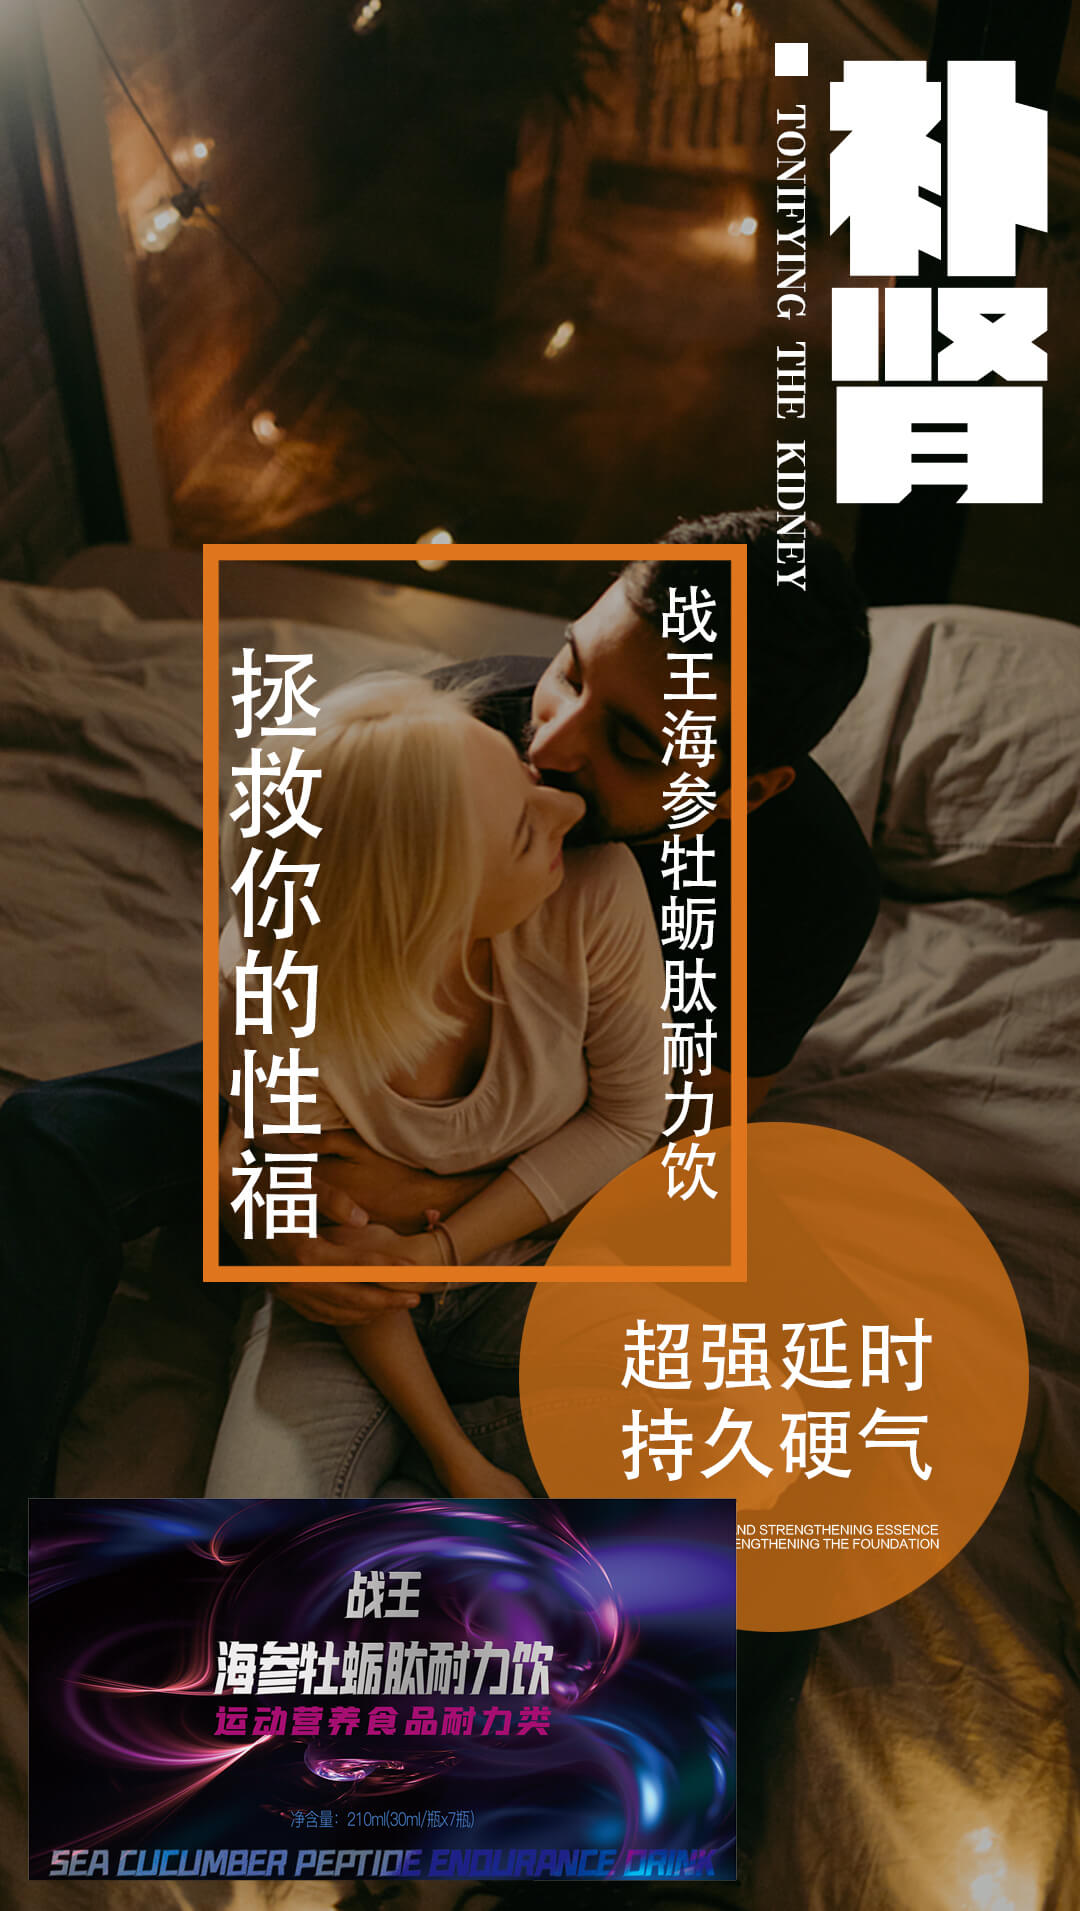 补肾
TONIFYING THE KIDNEY
战王海参牡蛎肽耐力饮
拯救你的性福
超强延时
持久硬气
ND STRENGTHENING ESSENCE
ENGTHENING THE FOUNDATION
战王
海参牡蛎肽耐力饮
运动营养食品耐力类
净含量：210ml(30ml/瓶x7瓶)
SEA CUCUMBER PEPTIDE ENDURANCE DRINK